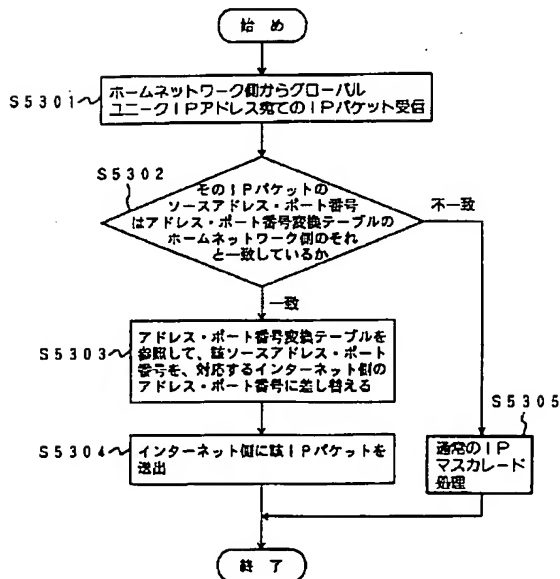 始め
S5301
ホームネットワーク側からグローバル
ユニークIPアドレス宛てのIPパケット受信
S5302
そのIPパケットの
ソースアドレス・ポート番号
はアドレス・ポート番号変換テーブルの
ホームネットワーク側のそれ
と一致しているか
不一致
一致
S5303
アドレス・ポート番号変換テーブルを
参照して、該ソースアドレス・ポート
番号を、対応するインターネット側の
アドレス・ポート番号に差し替える
S5304
インターネット側に該IPパケットを
送出
S5305
通常のIP
マスカレード
処理
終了